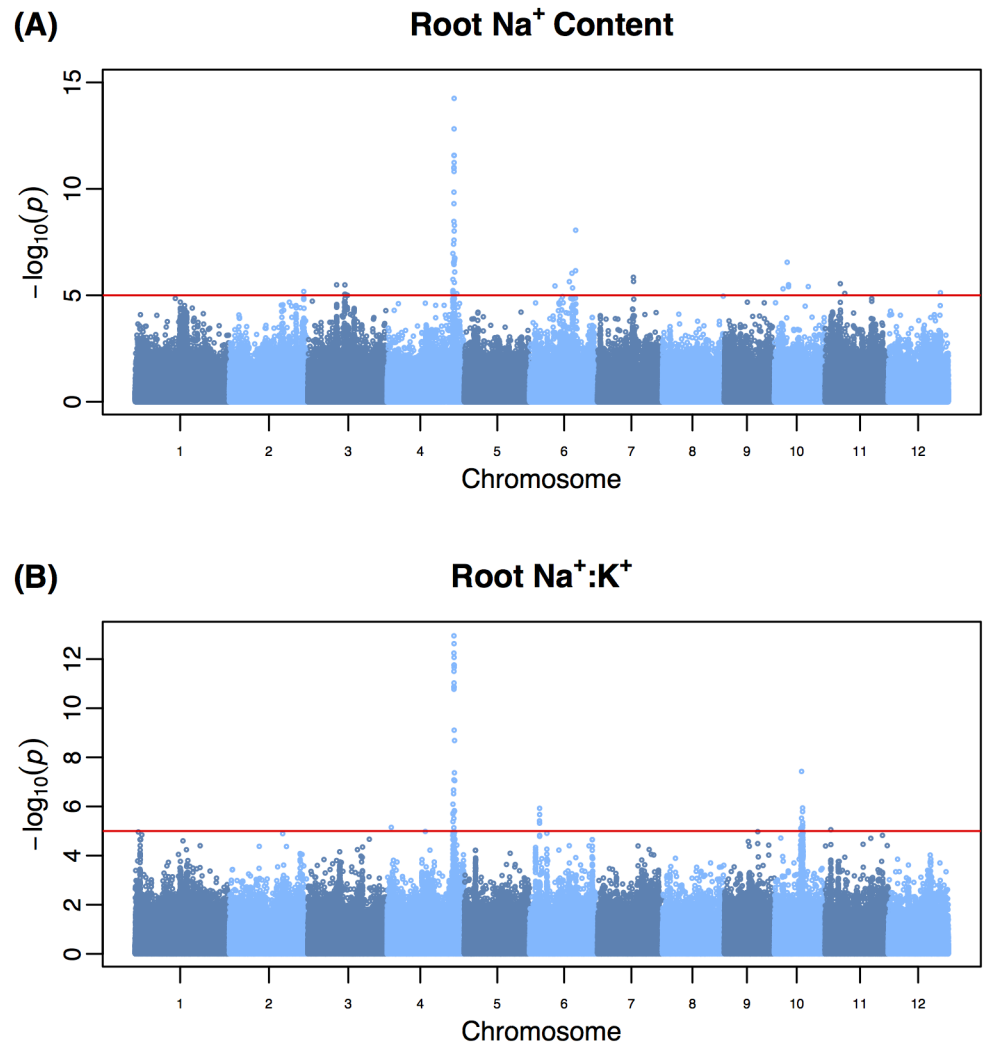 (A) Root Na+ Content
15
10
5
0
−log10(p)
1 2 3 4 5 6 7 8 9 10 11 12
Chromosome
(B) Root Na+:K+
12
10
8
6
4
2
0
−log10(p)
1 2 3 4 5 6 7 8 9 10 11 12
Chromosome